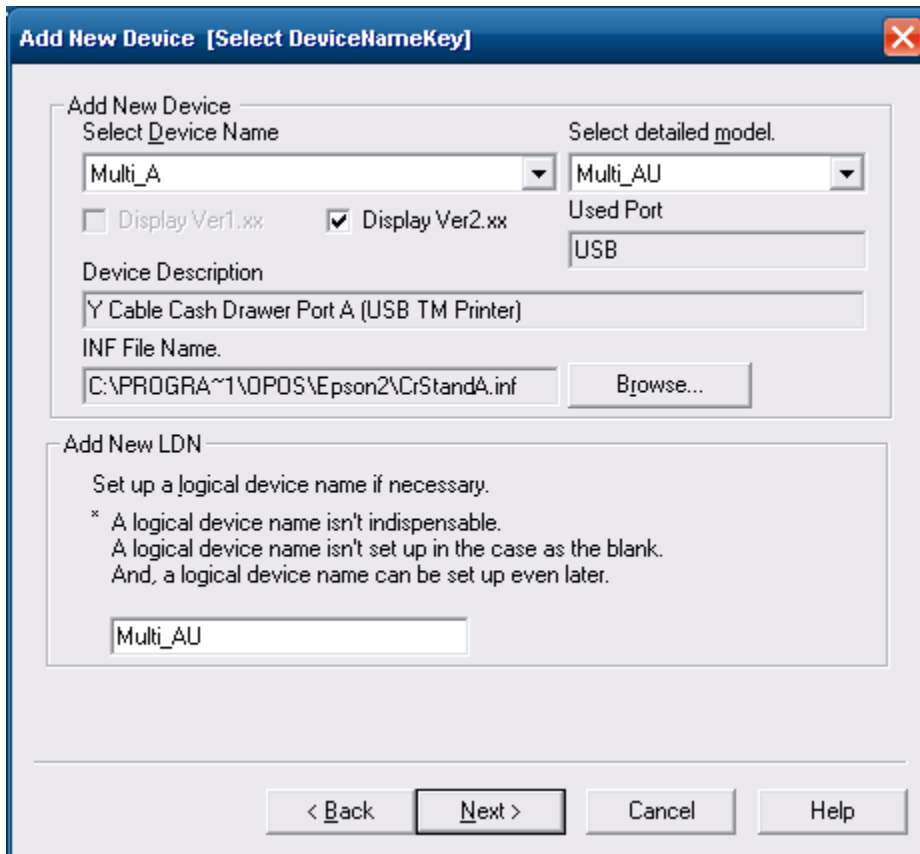 Add New Device [Select DeviceNameKey]
Add New Device
Select Device Name
Select detailed model.
Multi_A
Multi_AU
Display Ver1.xx
Display Ver2.xx
Used Port
USB
Device Description
Y Cable Cash Drawer Port A (USB TM Printer)
INF File Name.
C:\PROGRA~1\OPOS\Epson2\CrStandA.inf
Browse...
Add New LDN
Set up a logical device name if necessary.
* A logical device name isn't indispensable.
A logical device name isn't set up in the case as the blank.
And, a logical device name can be set up even later.
Multi_AU
< Back
Next >
Cancel
Help